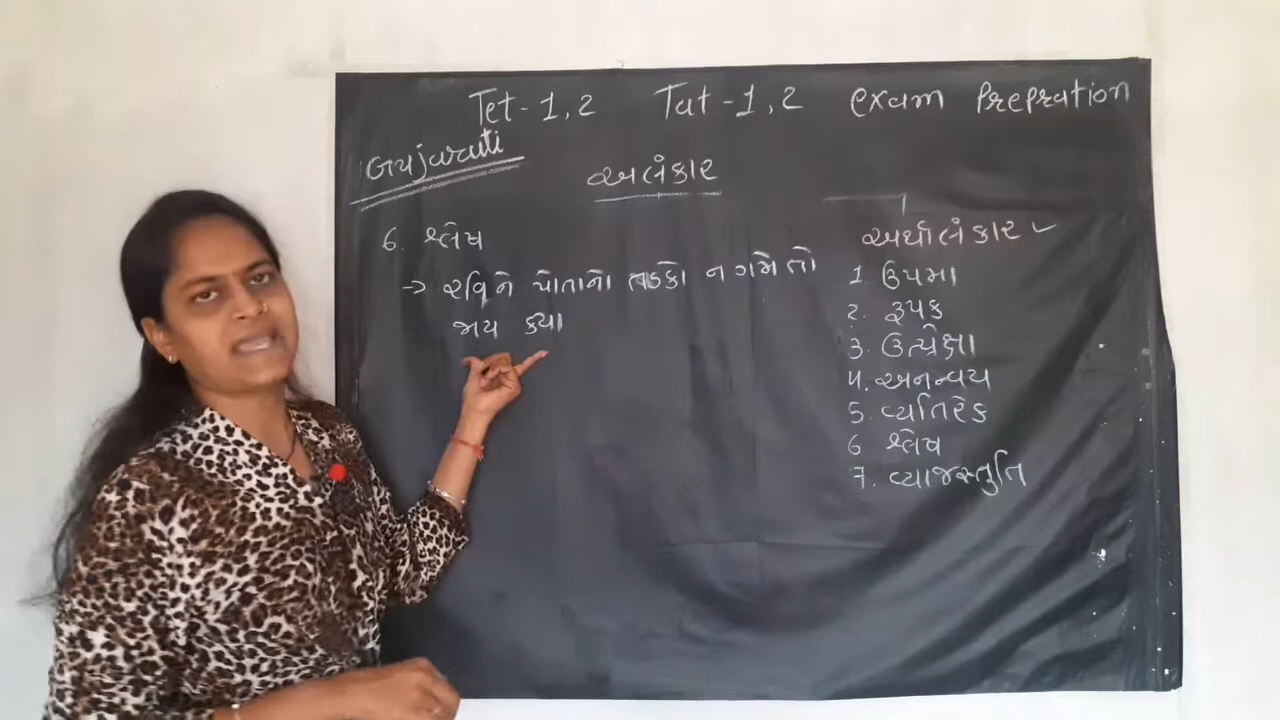 Tet-1,2 Tat-1,2 exam Prepration
Gujarati
અલંકાર
6. શ્લેષ
→ રવિને પોતાનો તડકો ન ગમે તો
જાય કયા
અર્થાલંકાર ✓
1. ઉપમા
2. રૂપક
3. ઉત્પ્રેક્ષા
4. અનન્વય
5. વ્યતિરેક
6 શ્લેષ
7. વ્યાજસ્તુતિ